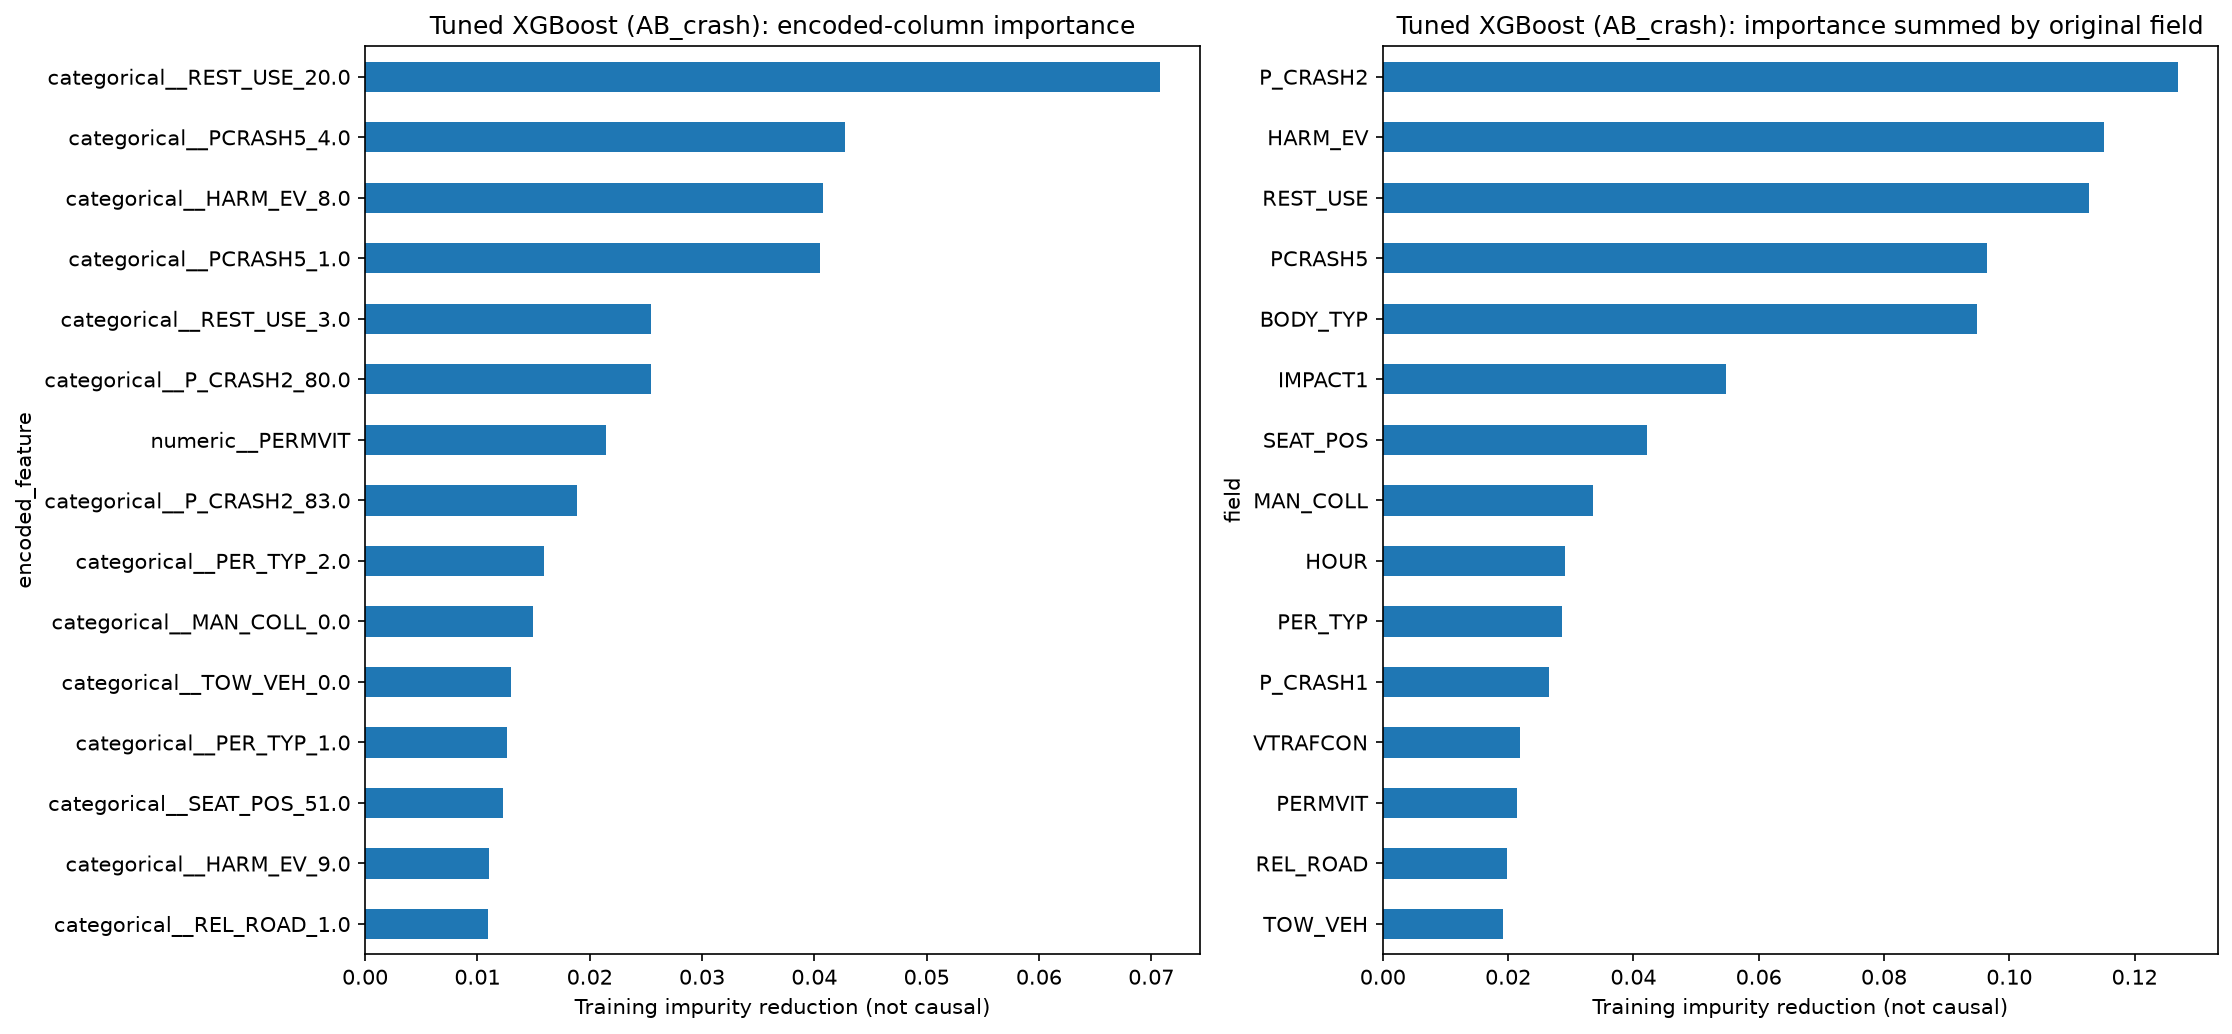 Tuned XGBoost (AB_crash): encoded-column importance
encoded_feature
categorical__REST_USE_20.0
categorical__PCRASH5_4.0
categorical__HARM_EV_8.0
categorical__PCRASH5_1.0
categorical__REST_USE_3.0
categorical__P_CRASH2_80.0
numeric__PERMVIT
categorical__P_CRASH2_83.0
categorical__PER_TYP_2.0
categorical__MAN_COLL_0.0
categorical__TOW_VEH_0.0
categorical__PER_TYP_1.0
categorical__SEAT_POS_51.0
categorical__HARM_EV_9.0
categorical__REL_ROAD_1.0
0.00 0.01 0.02 0.03 0.04 0.05 0.06 0.07
Training impurity reduction (not causal)
Tuned XGBoost (AB_crash): importance summed by original field
field
P_CRASH2
HARM_EV
REST_USE
PCRASH5
BODY_TYP
IMPACT1
SEAT_POS
MAN_COLL
HOUR
PER_TYP
P_CRASH1
VTRAFCON
PERMVIT
REL_ROAD
TOW_VEH
0.00 0.02 0.04 0.06 0.08 0.10 0.12
Training impurity reduction (not causal)